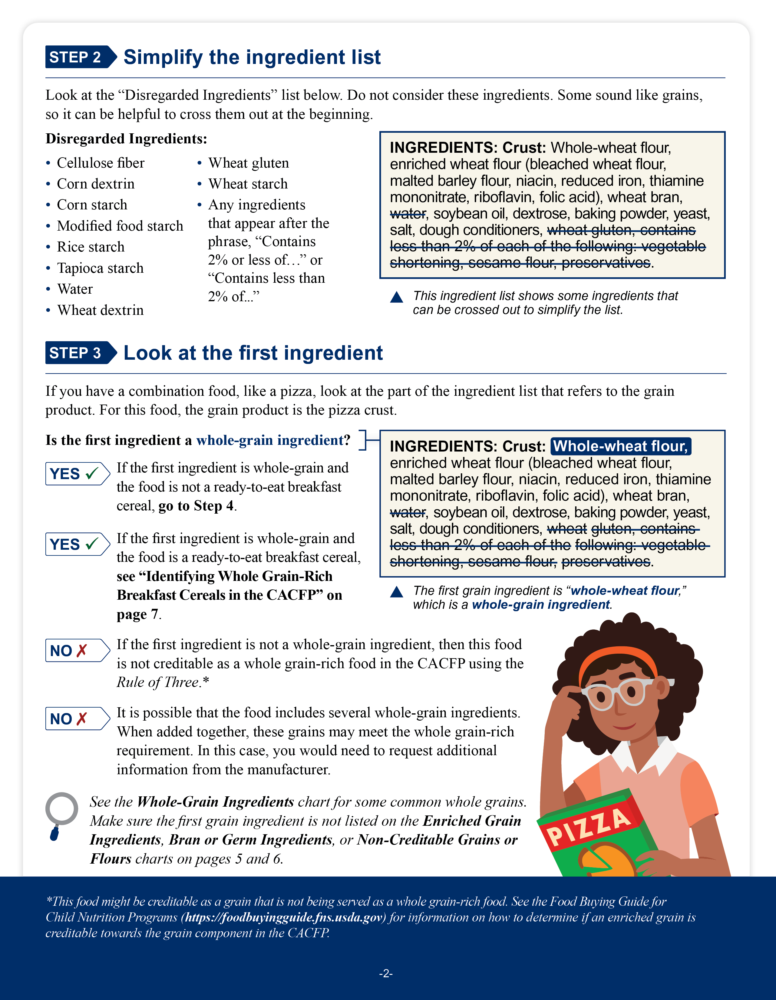 STEP 2 Simplify the ingredient list
Look at the “Disregarded Ingredients” list below. Do not consider these ingredients. Some sound like grains,
so it can be helpful to cross them out at the beginning.
Disregarded Ingredients:
• Cellulose fiber
• Corn dextrin
• Corn starch
• Modified food starch
• Rice starch
• Tapioca starch
• Water
• Wheat dextrin
• Wheat gluten
• Wheat starch
• Any ingredients
that appear after the
phrase, “Contains
2% or less of…” or
“Contains less than
2% of...”
INGREDIENTS: Crust: Whole-wheat flour,
enriched wheat flour (bleached wheat flour,
malted barley flour, niacin, reduced iron, thiamine
mononitrate, riboflavin, folic acid), wheat bran,
water, soybean oil, dextrose, baking powder, yeast,
salt, dough conditioners, wheat gluten, contains
less than 2% of each of the following: vegetable
shortening, sesame flour, preservatives.
This ingredient list shows some ingredients that
can be crossed out to simplify the list.
STEP 3 Look at the first ingredient
If you have a combination food, like a pizza, look at the part of the ingredient list that refers to the grain
product. For this food, the grain product is the pizza crust.
Is the first ingredient a whole-grain ingredient?
YES ✓ If the first ingredient is whole-grain and
the food is not a ready-to-eat breakfast
cereal, go to Step 4.
YES ✓ If the first ingredient is whole-grain and
the food is a ready-to-eat breakfast cereal,
see “Identifying Whole Grain-Rich
Breakfast Cereals in the CACFP” on
page 7.
INGREDIENTS: Crust: Whole-wheat flour,
enriched wheat flour (bleached wheat flour,
malted barley flour, niacin, reduced iron, thiamine
mononitrate, riboflavin, folic acid), wheat bran,
water, soybean oil, dextrose, baking powder, yeast,
salt, dough conditioners, wheat gluten, contains
less than 2% of each of the following: vegetable
shortening, sesame flour, preservatives.
The first grain ingredient is “whole-wheat flour,”
which is a whole-grain ingredient.
NO ✗ If the first ingredient is not a whole-grain ingredient, then this food
is not creditable as a whole grain-rich food in the CACFP using the
Rule of Three.*
NO ✗ It is possible that the food includes several whole-grain ingredients.
When added together, these grains may meet the whole grain-rich
requirement. In this case, you would need to request additional
information from the manufacturer.
See the Whole-Grain Ingredients chart for some common whole grains.
Make sure the first grain ingredient is not listed on the Enriched Grain
Ingredients, Bran or Germ Ingredients, or Non-Creditable Grains or
Flours charts on pages 5 and 6.
PIZZA
*This food might be creditable as a grain that is not being served as a whole grain-rich food. See the Food Buying Guide for
Child Nutrition Programs (https://foodbuyingguide.fns.usda.gov) for information on how to determine if an enriched grain is
creditable towards the grain component in the CACFP.
-2-